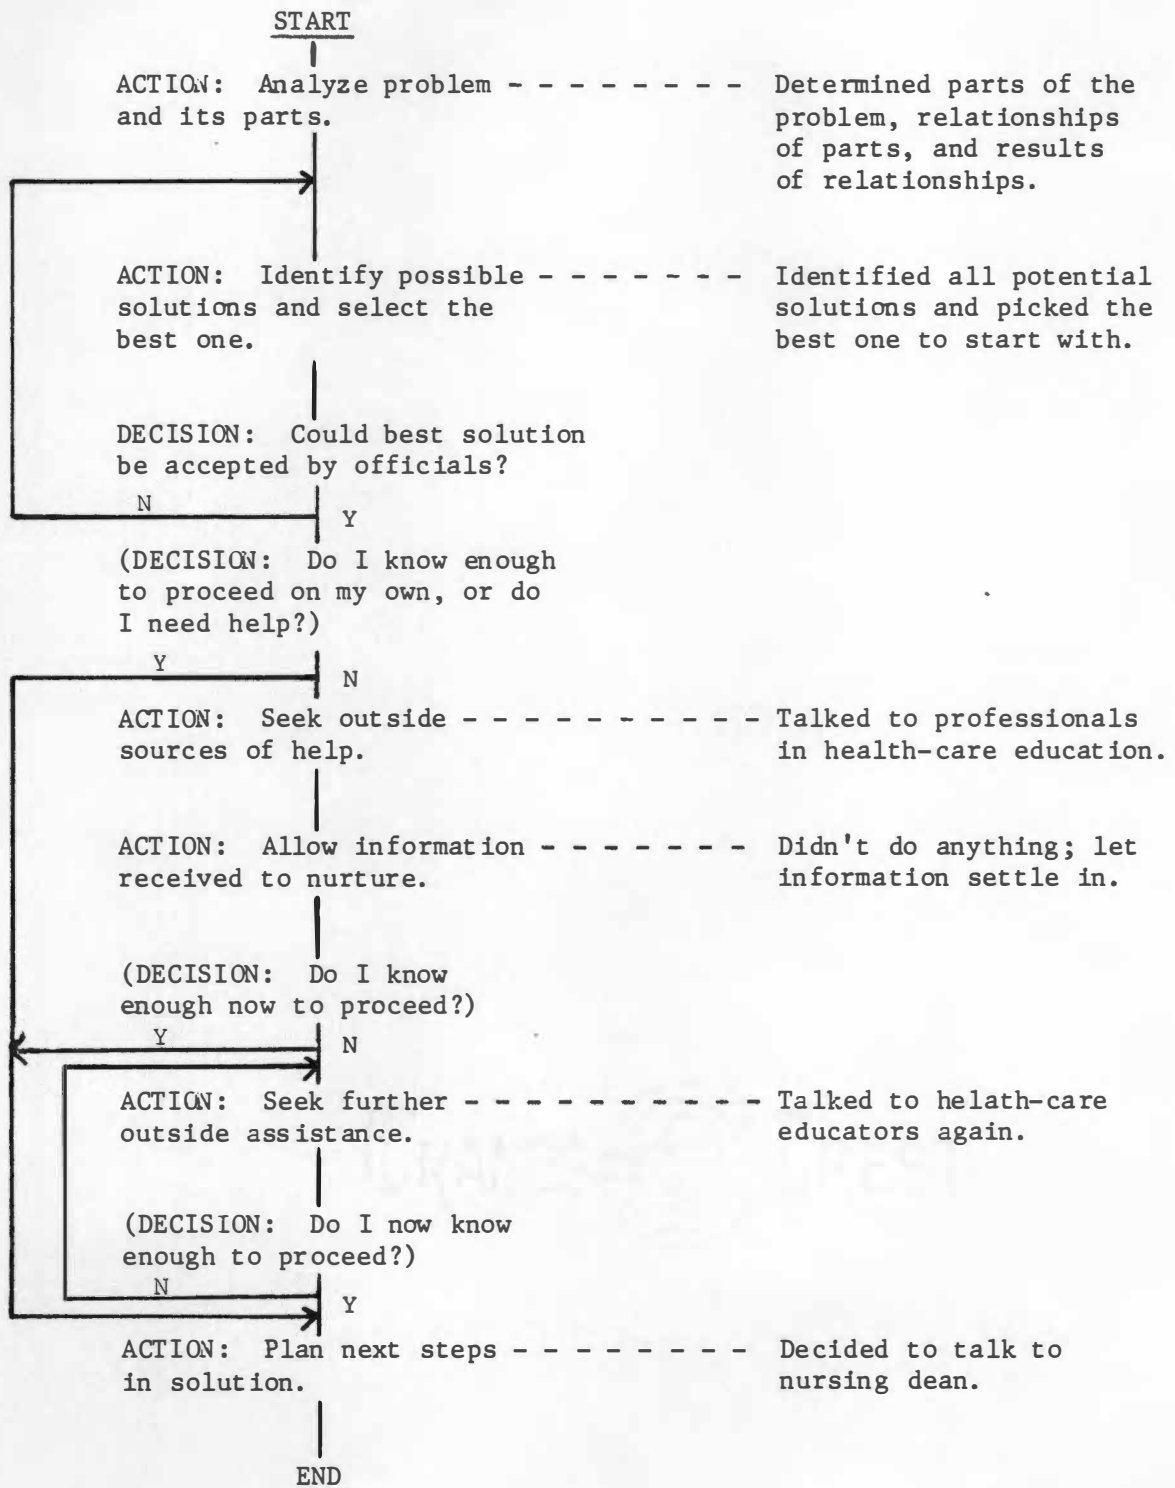 START
ACTION: Analyze problem - - - - - - - - Determined parts of the
and its parts. problem, relationships
of parts, and results
of relationships.
ACTION: Identify possible - - - - - - - Identified all potential
solutions and select the solutions and picked the
best one. best one to start with.
DECISION: Could best solution
be accepted by officials?
N Y
(DECISION: Do I know enough
to proceed on my own, or do
I need help?)
Y N
ACTION: Seek outside - - - - - - - - - - Talked to professionals
sources of help. in health-care education.
ACTION: Allow information - - - - - - - Didn't do anything; let
received to nurture. information settle in.
(DECISION: Do I know
enough now to proceed?)
Y N
ACTION: Seek further - - - - - - - - - - Talked to helath-care
outside assistance. educators again.
(DECISION: Do I now know
enough to proceed?)
N Y
ACTION: Plan next steps - - - - - - - - Decided to talk to
in solution. nursing dean.
END